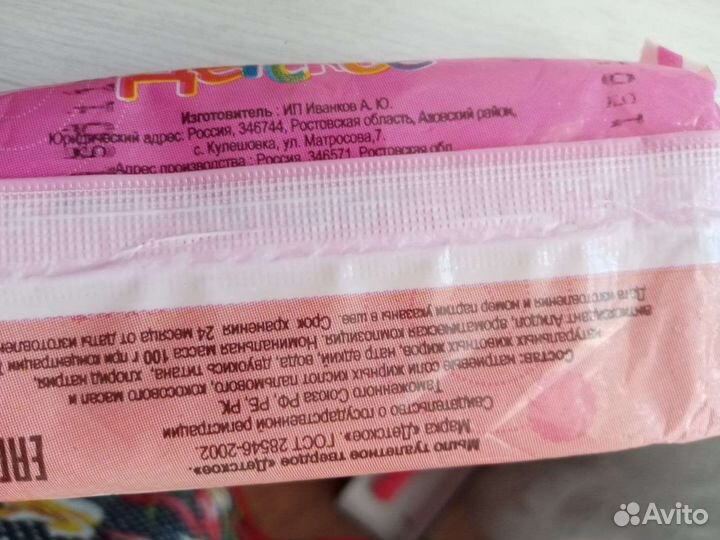 Детское
Изготовитель : ИП Иванков А. Ю.
Юридический адрес: Россия, 346744, Ростовская область, Азовский район,
с. Кулешовка, ул. Матросова,7.
Адрес производства : Россия, 346571, Ростовская обл
Мыло туалетное твердое «Детское».
Марка «Детское» ГОСТ 28546-2002.
Свидетельство о государственной регистрации
Таможенного Союза РФ, РБ, РК
Состав: натриевые соли жирных кислот пальмового, кокосового масел и
натуральных животных жиров, натр едкий, вода, двуокись титана, хлорид натрия,
антиоксидант Агидол, ароматическая композиция. Номинальная масса 100 г при концентрации
Дата изготовления и номер партии указаны в шве. Срок хранения 24 месяца от даты изготовлен
EAC
Avito